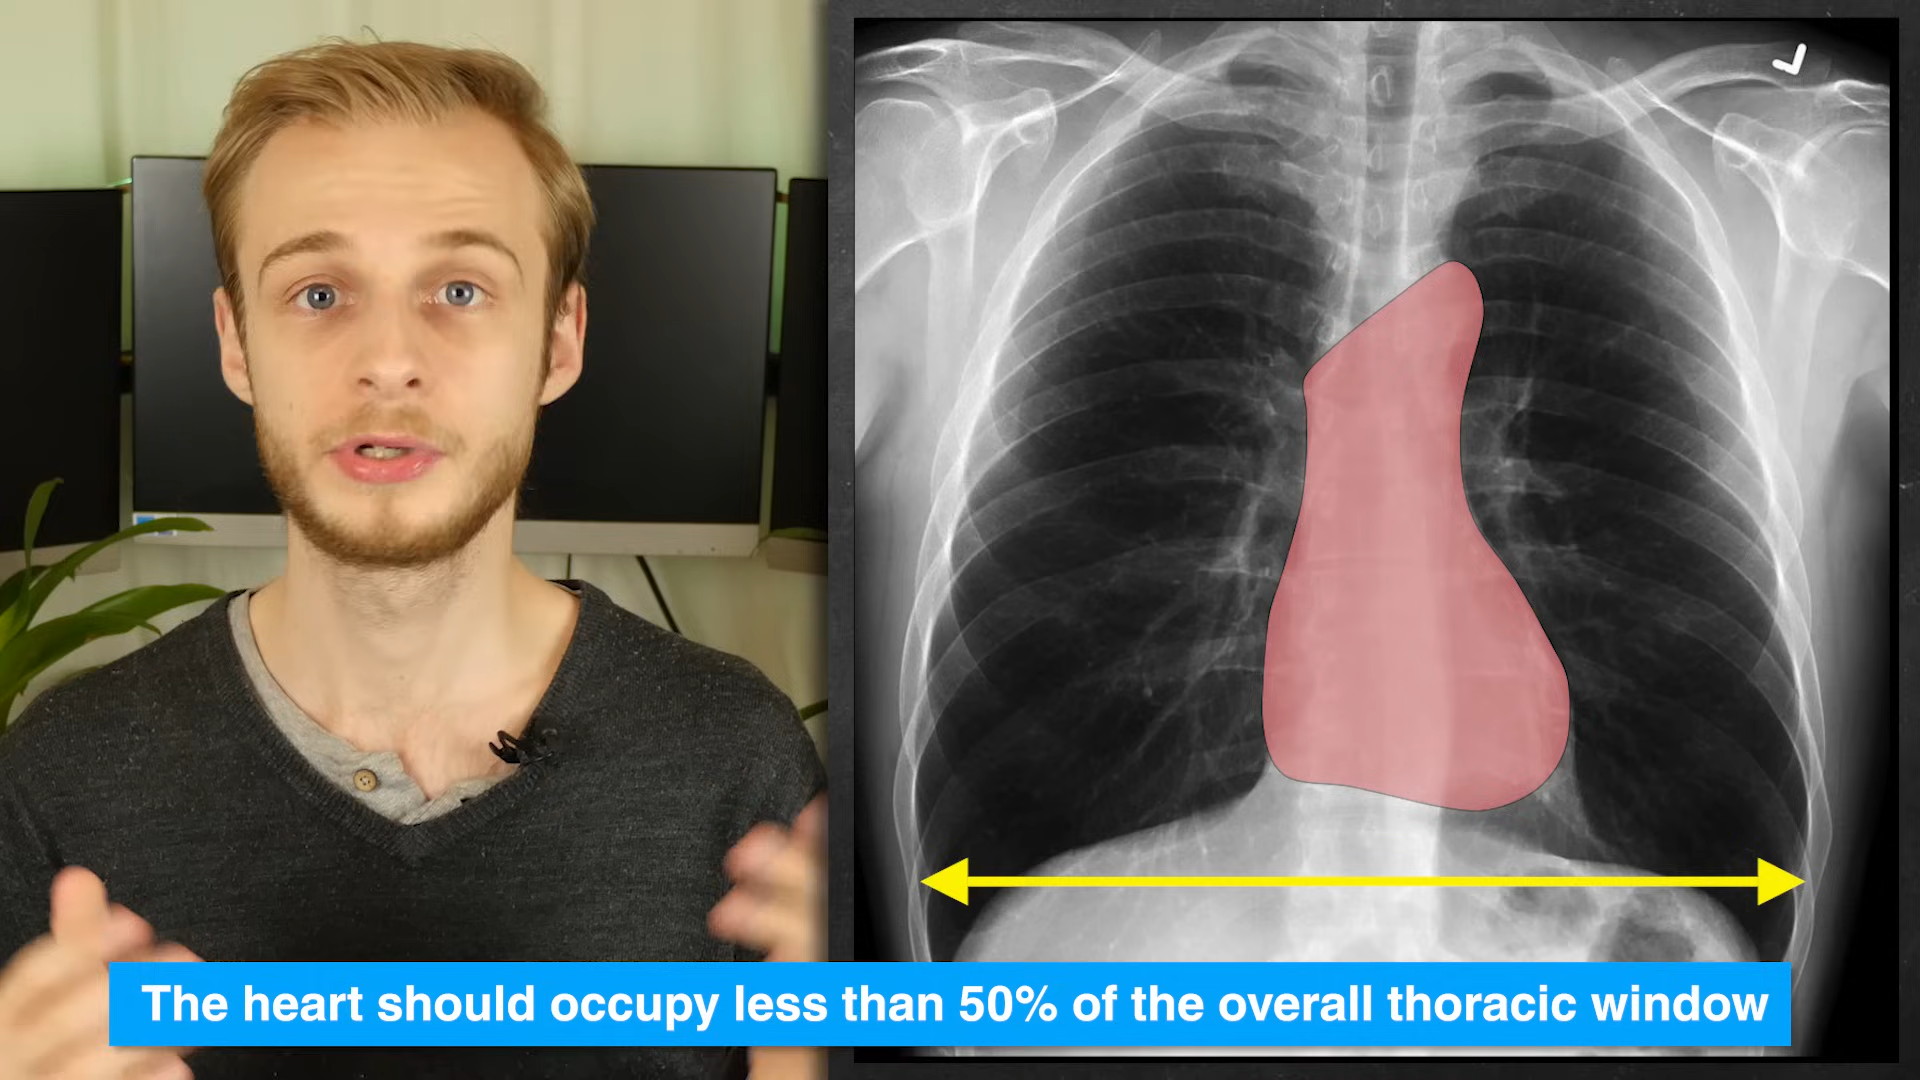 The heart should occupy less than 50% of the overall thoracic window